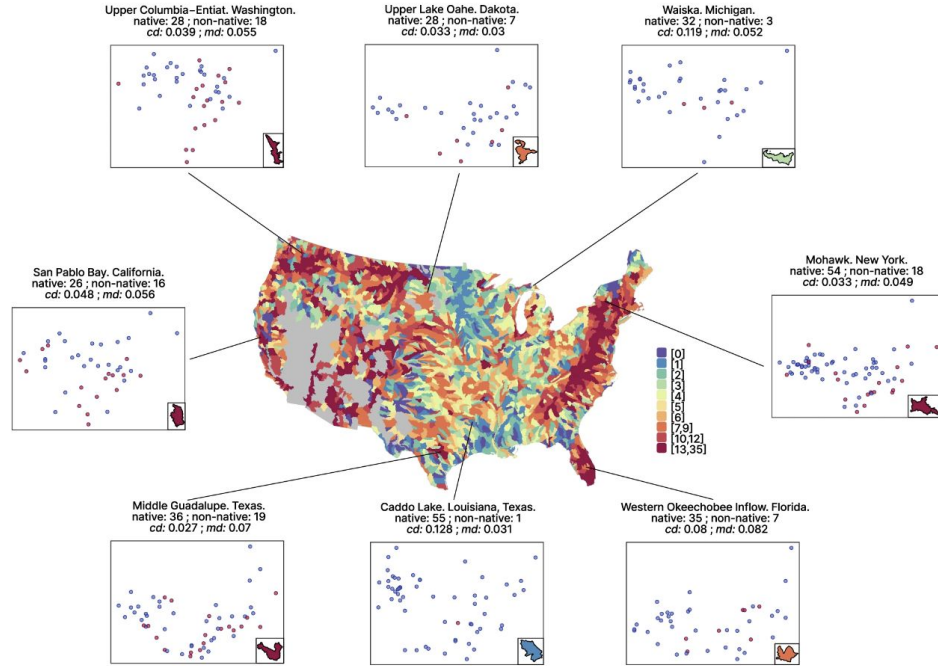 Upper Columbia–Entiat. Washington.
native: 28 ; non-native: 18
cd: 0.039 ; md: 0.055
Upper Lake Oahe. Dakota.
native: 28 ; non-native: 7
cd: 0.033 ; md: 0.03
Waiska. Michigan.
native: 32 ; non-native: 3
cd: 0.119 ; md: 0.052
San Pablo Bay. California.
native: 26 ; non-native: 16
cd: 0.048 ; md: 0.056
Mohawk. New York.
native: 54 ; non-native: 18
cd: 0.033 ; md: 0.049
[0]
[1]
[2]
[3]
[4]
[5]
[6]
[7,9]
[10,12]
[13,35]
Middle Guadalupe. Texas.
native: 36 ; non-native: 19
cd: 0.027 ; md: 0.07
Caddo Lake. Louisiana, Texas.
native: 55 ; non-native: 1
cd: 0.128 ; md: 0.031
Western Okeechobee Inflow. Florida.
native: 35 ; non-native: 7
cd: 0.08 ; md: 0.082